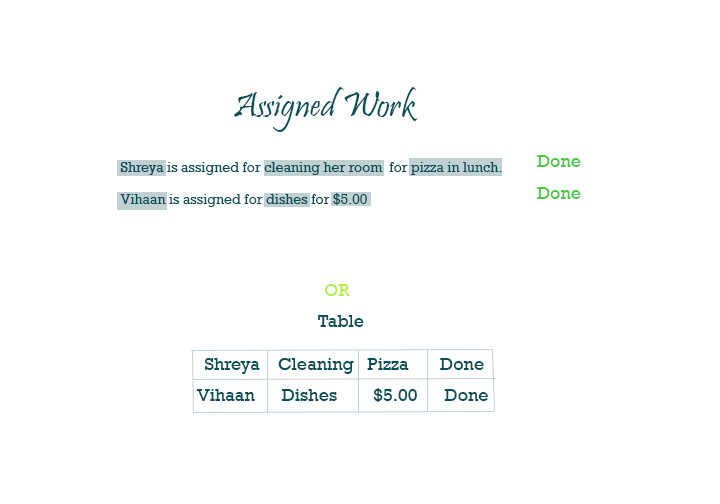 Assigned Work
Shreya is assigned for cleaning her room for pizza in lunch. Done
Vihaan is assigned for dishes for $5.00 Done
OR
Table
Shreya Cleaning Pizza Done
Vihaan Dishes $5.00 Done